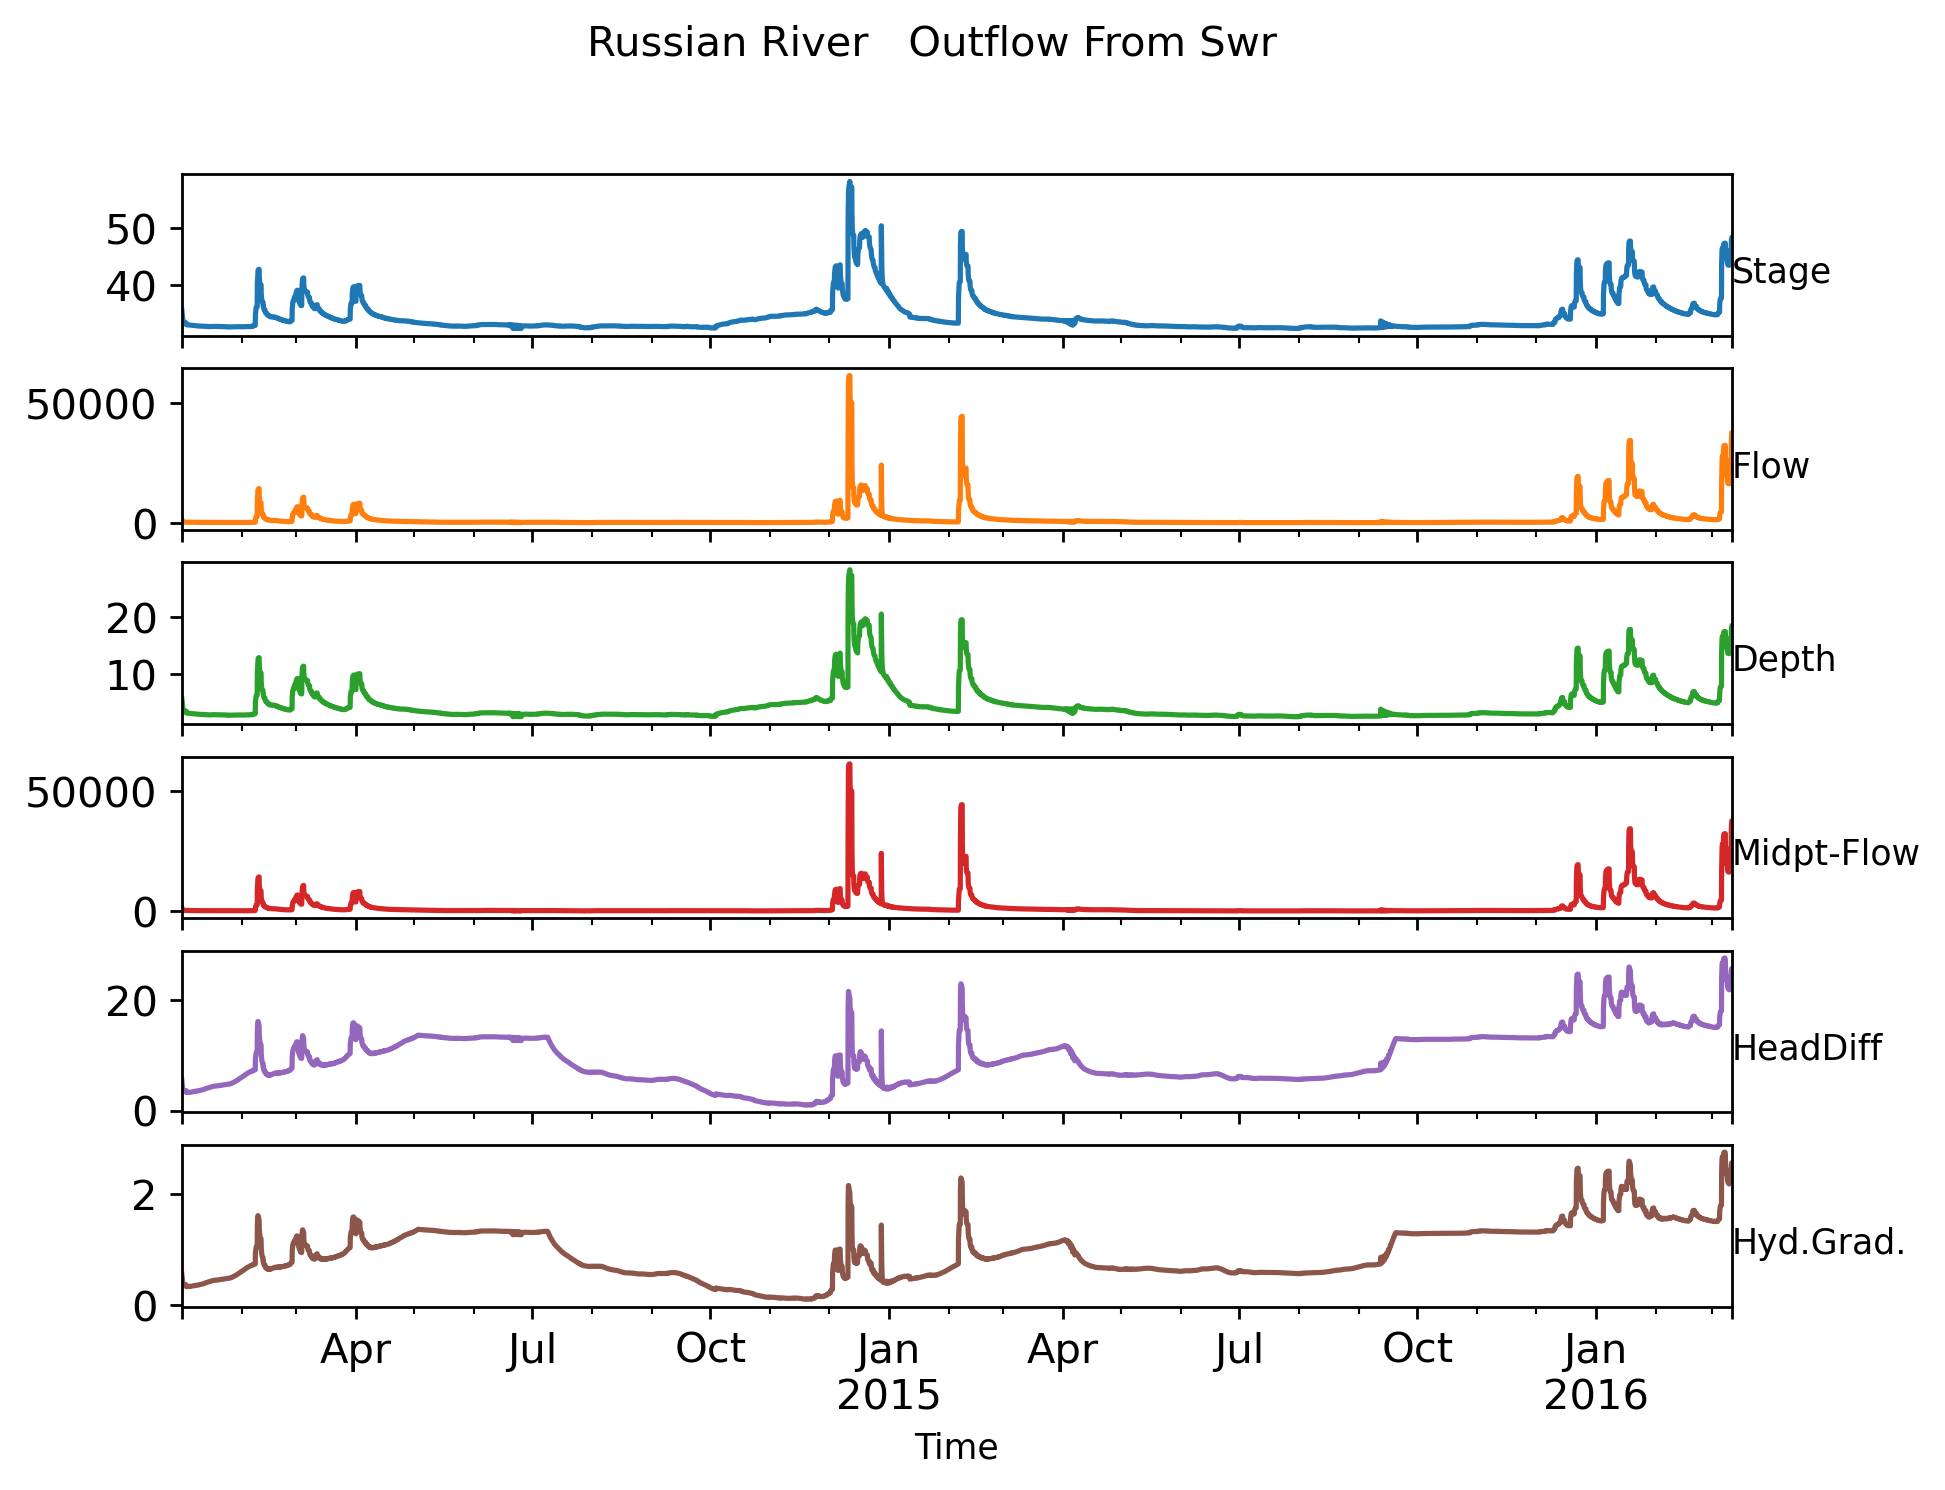 Russian River   Outflow From Swr
50
40
Stage
50000
0
Flow
20
10
Depth
50000
0
Midpt-Flow
20
0
HeadDiff
2
0
Hyd.Grad.
Apr Jul Oct Jan Apr Jul Oct Jan
2015 2016
Time